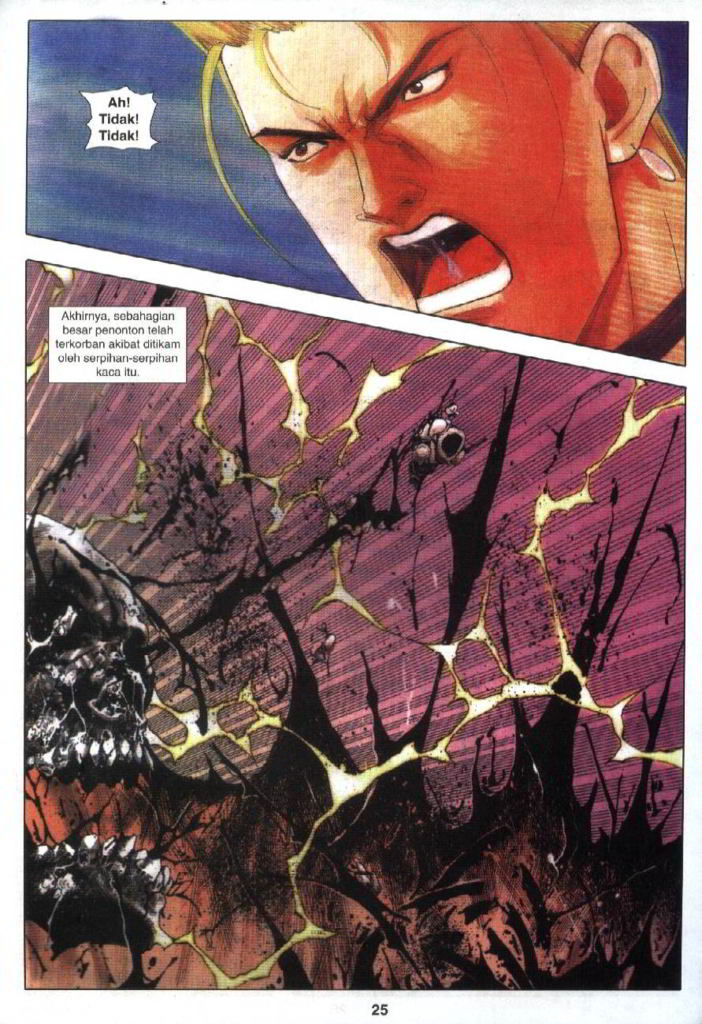 Ah!
Tidak!
Tidak!
Akhirnya, sebahagian
besar penonton telah
terkorban akibat ditikam
oleh serpihan-serpihan
kaca itu.
25